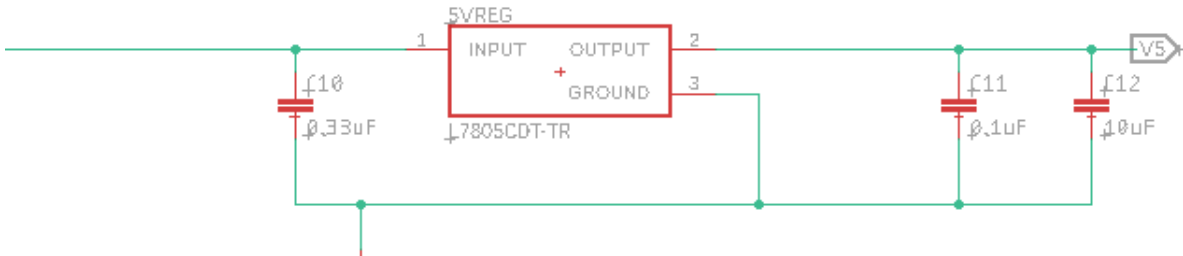 5VREG
1
INPUT
OUTPUT
2
V5
GROUND
3
C10
0.33uF
L7805CDT-TR
C11
0.1uF
C12
10uF